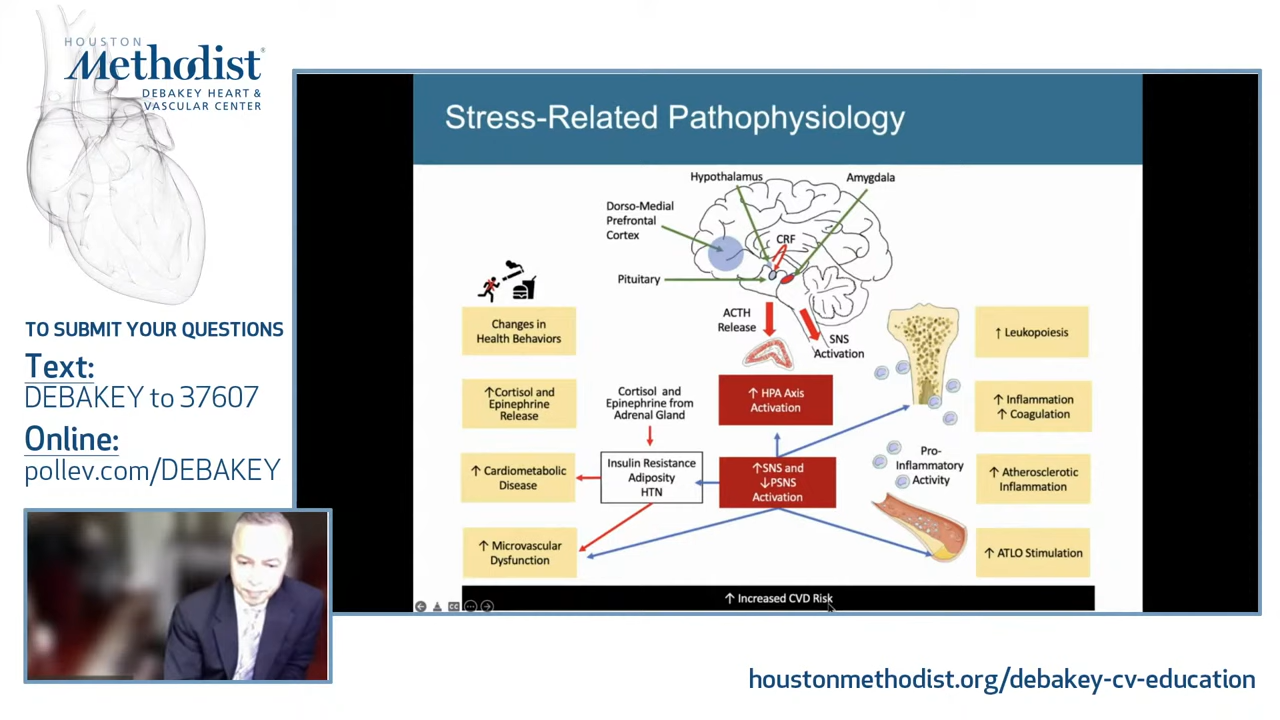 HOUSTON
Methodist®
DEBAKEY HEART &
VASCULAR CENTER
TO SUBMIT YOUR QUESTIONS
Text:
DEBAKEY to 37607
Online:
pollev.com/DEBAKEY
Stress-Related Pathophysiology
Hypothalamus
Amygdala
Dorso-Medial
Prefrontal
Cortex
CRF
Pituitary
ACTH
Release
SNS
Activation
Changes in
Health Behaviors
↑Cortisol and
Epinephrine
Release
↑ Cardiometabolic
Disease
↑ Microvascular
Dysfunction
Cortisol and
Epinephrine from
Adrenal Gland
Insulin Resistance
Adiposity
HTN
↑ HPA Axis
Activation
↑SNS and
↓PSNS
Activation
Pro-
Inflammatory
Activity
↑ Leukopoiesis
↑ Inflammation
↑ Coagulation
↑ Atherosclerotic
Inflammation
↑ ATLO Stimulation
↑ Increased CVD Risk
CC
houstonmethodist.org/debakey-cv-education